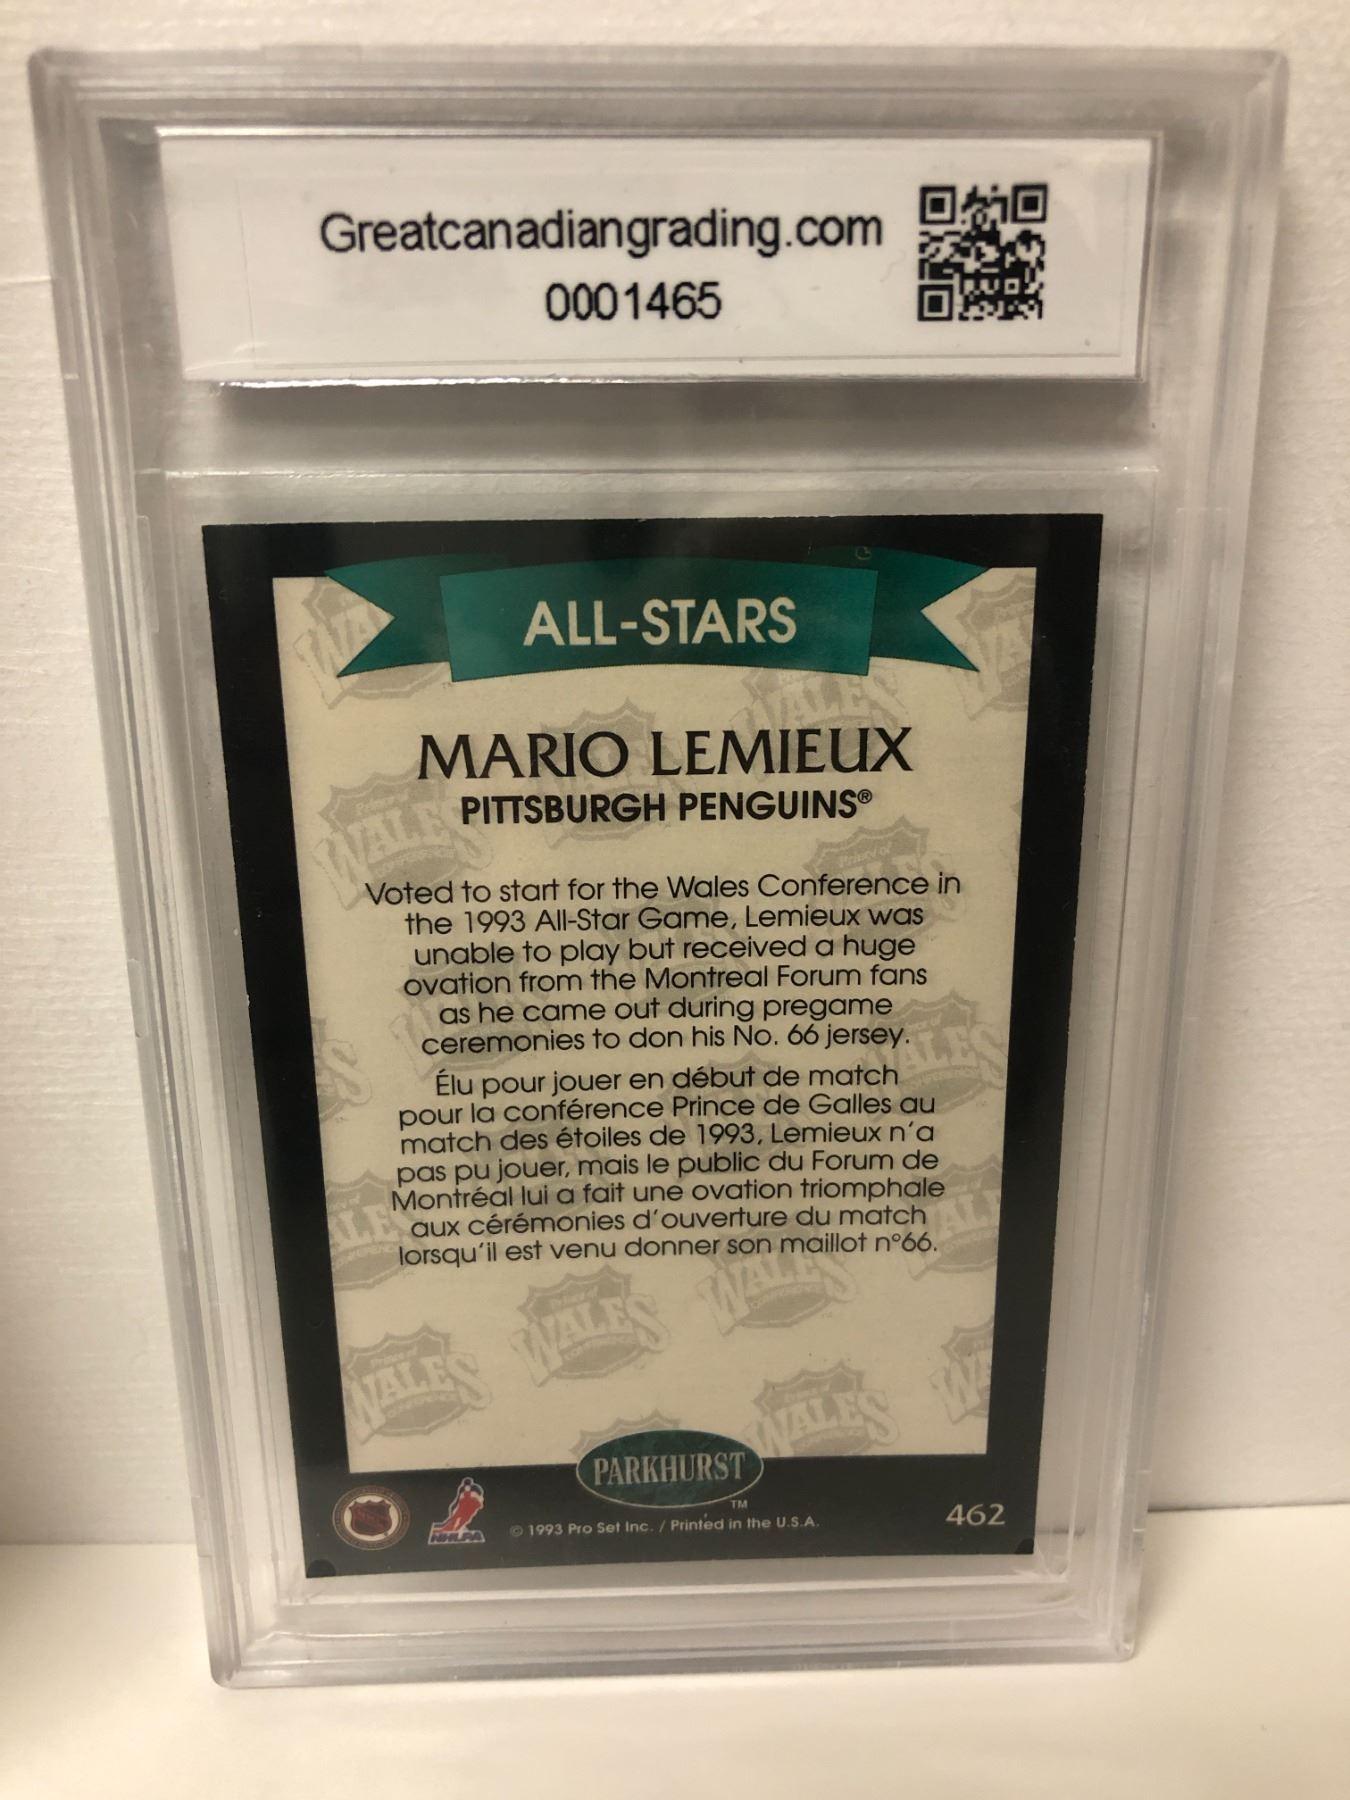 Greatcanadiangrading.com
0001465
ALL-STARS
MARIO LEMIEUX
PITTSBURGH PENGUINS®
Voted to start for the Wales Conference in
the 1993 All-Star Game, Lemieux was
unable to play but received a huge
ovation from the Montreal Forum fans
as he came out during pregame
ceremonies to don his No. 66 jersey.
Élu pour jouer en début de match
pour la conférence Prince de Galles au
match des étoiles de 1993, Lemieux n'a
pas pu jouer, mais le public du Forum de
Montréal lui a fait une ovation triomphale
aux cérémonies d'ouverture du match
lorsqu'il est venu donner son maillot n°66.
PARKHURST
TM
NHLPA
© 1993 Pro Set Inc. / Printed in the U.S.A.
462